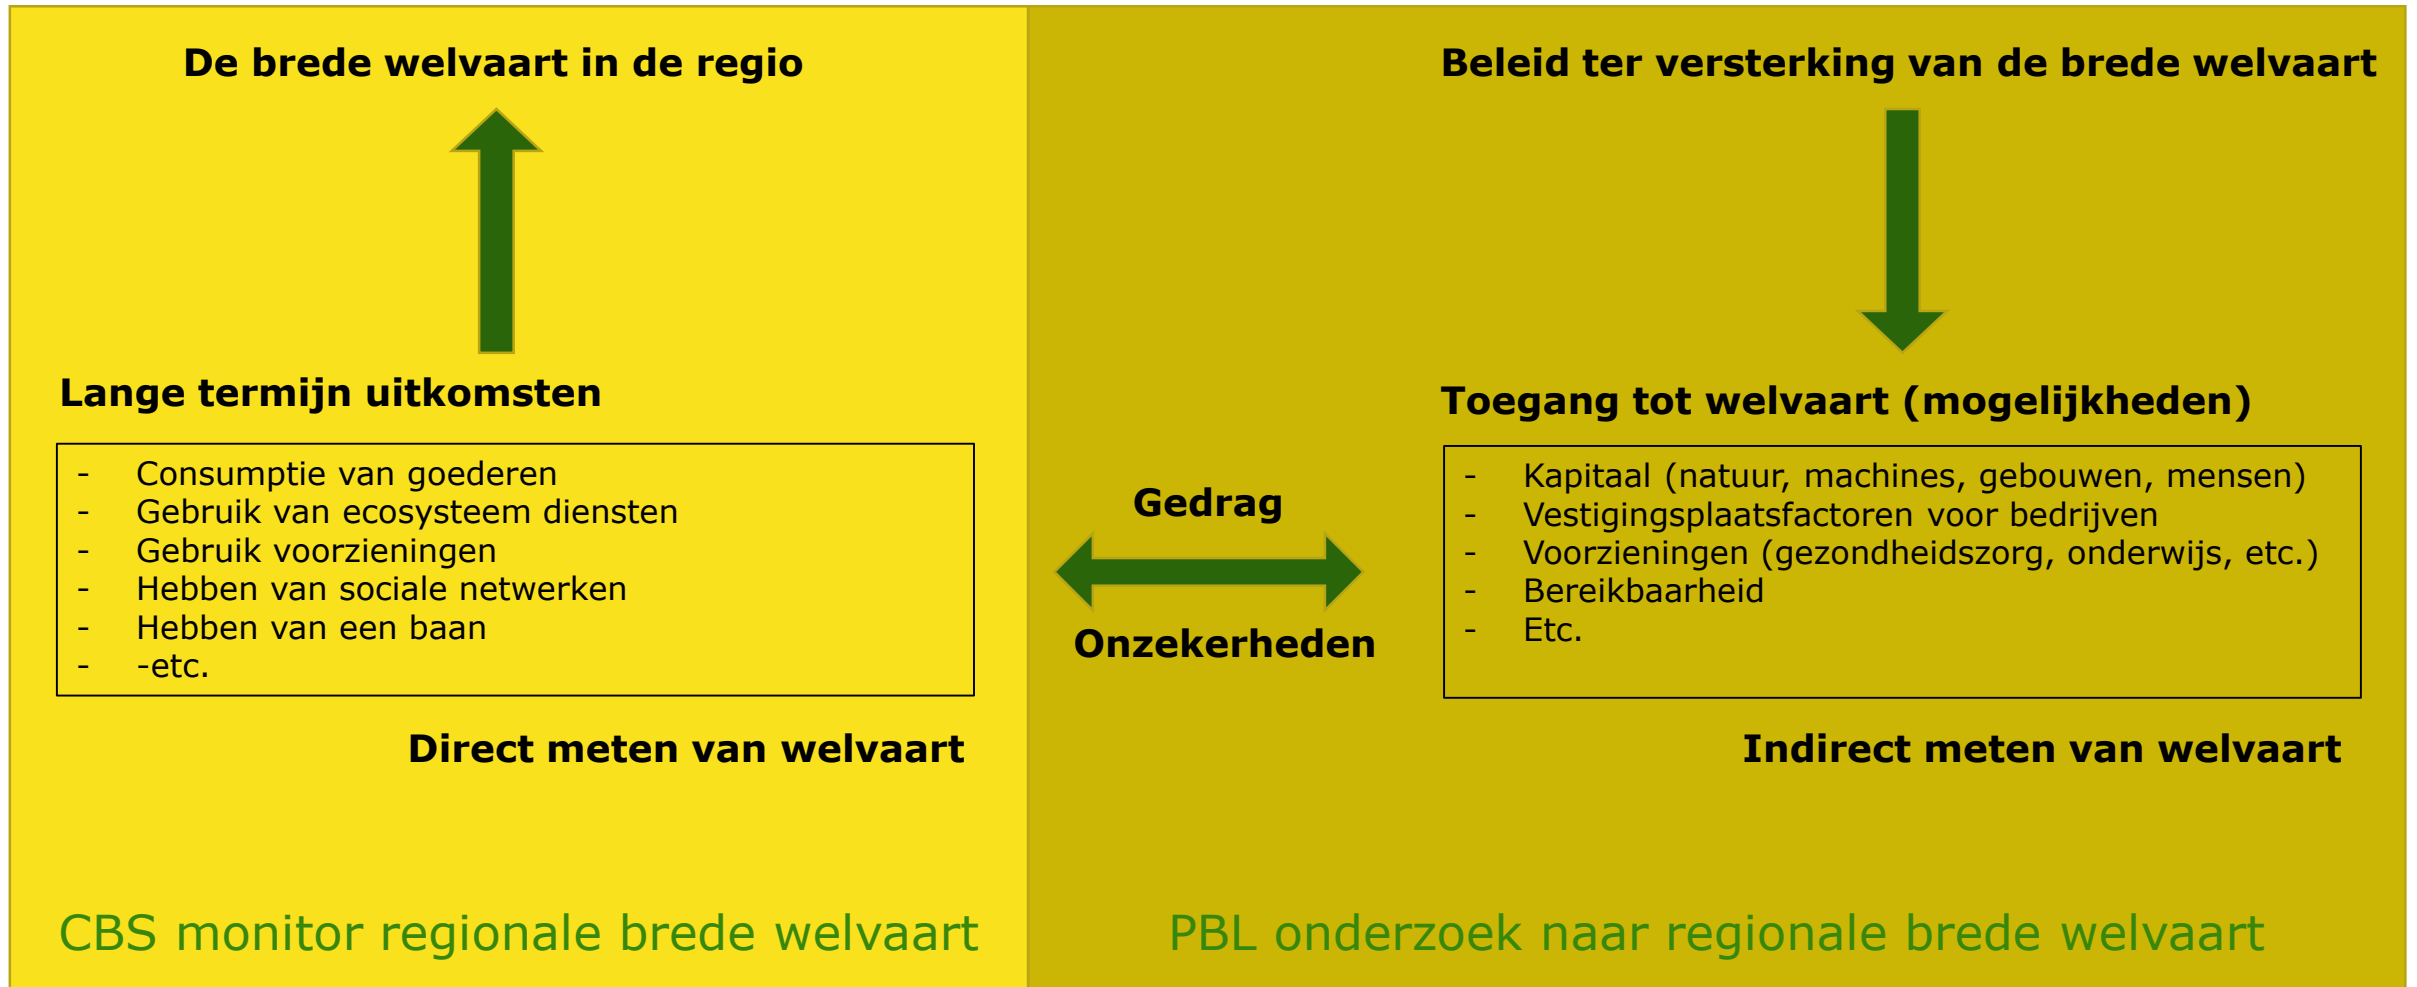 De brede welvaart in de regio
Lange termijn uitkomsten
- Consumptie van goederen
- Gebruik van ecosysteem diensten
- Gebruik voorzieningen
- Hebben van sociale netwerken
- Hebben van een baan
- -etc.
Direct meten van welvaart
CBS monitor regionale brede welvaart
Gedrag
Onzekerheden
Beleid ter versterking van de brede welvaart
Toegang tot welvaart (mogelijkheden)
- Kapitaal (natuur, machines, gebouwen, mensen)
- Vestigingsplaatsfactoren voor bedrijven
- Voorzieningen (gezondheidszorg, onderwijs, etc.)
- Bereikbaarheid
- Etc.
Indirect meten van welvaart
PBL onderzoek naar regionale brede welvaart